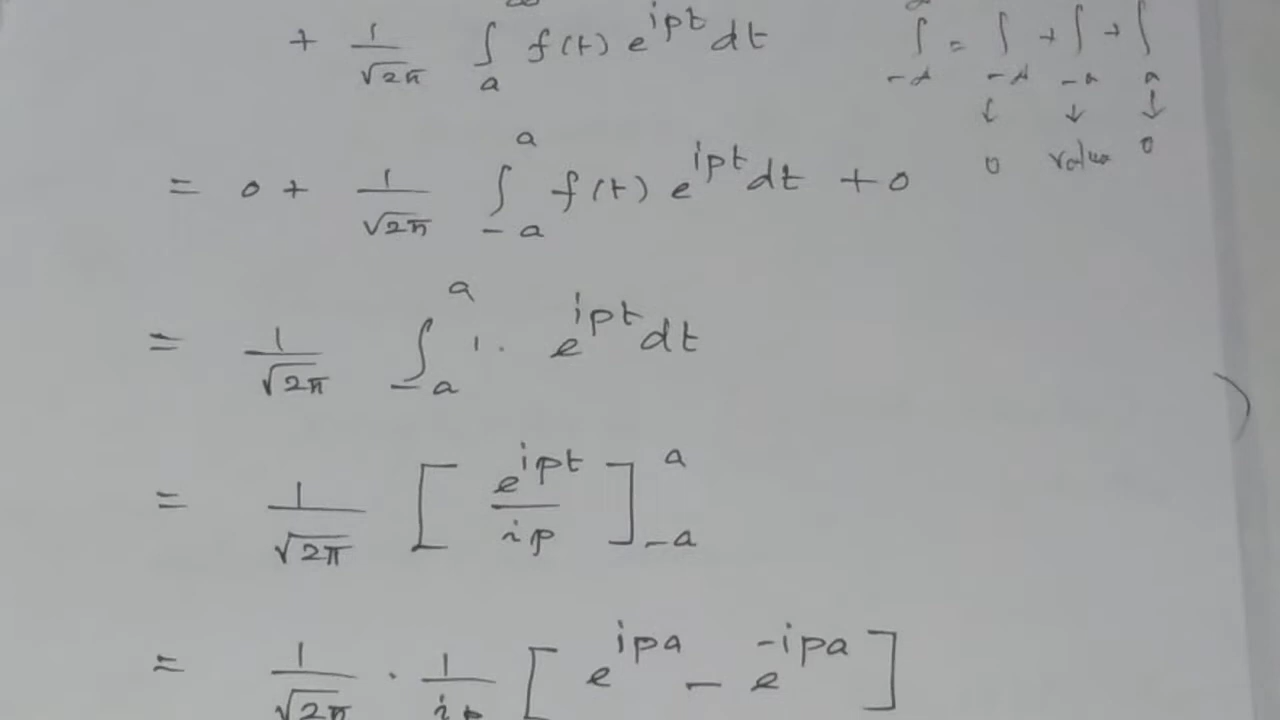 + 1/√2π ∫_a^∞ f(t) e^{ipt} dt
∫_{-∞} = ∫_{-∞} + ∫_{-a} + ∫_a
↓ ↓ ↓
0 value 0
= 0 + 1/√2π ∫_{-a}^{a} f(t) e^{ipt} dt + 0
= 1/√2π ∫_{-a}^{a} 1. e^{ipt} dt
= 1/√2π [ e^{ipt}/ip ]_{-a}^{a}
= 1/√2π . 1/ip [ e^{ipa} - e^{-ipa} ]